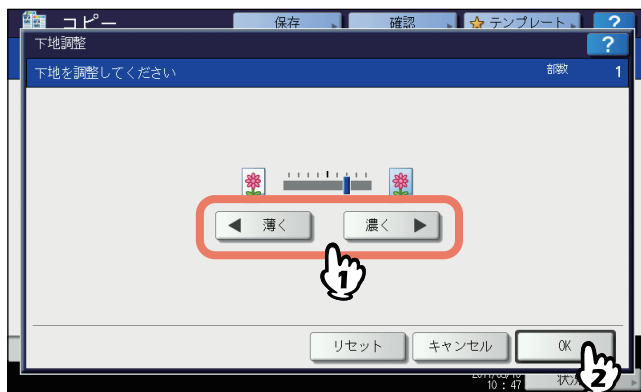 コピー 保存 確認 テンプレート ?
下地調整 ?
下地を調整してください 部数 1
薄く 濃く
1
リセット キャンセル OK
2
10:47